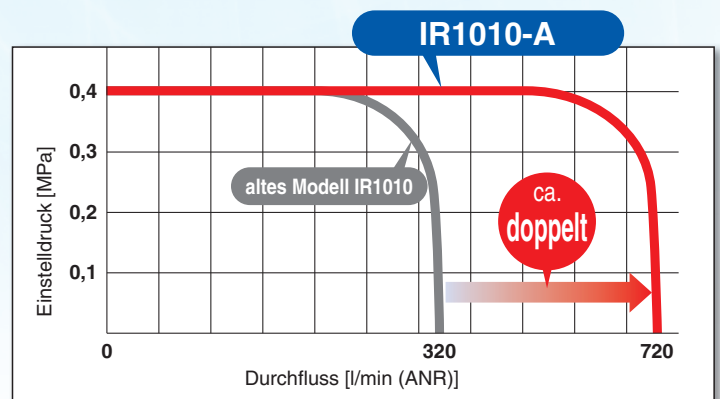 IR1010-A
0,4
0,3
0,2
0,1
Einstelldruck [MPa]
altes Modell IR1010
ca.
doppelt
0
320
720
Durchfluss [l/min (ANR)]